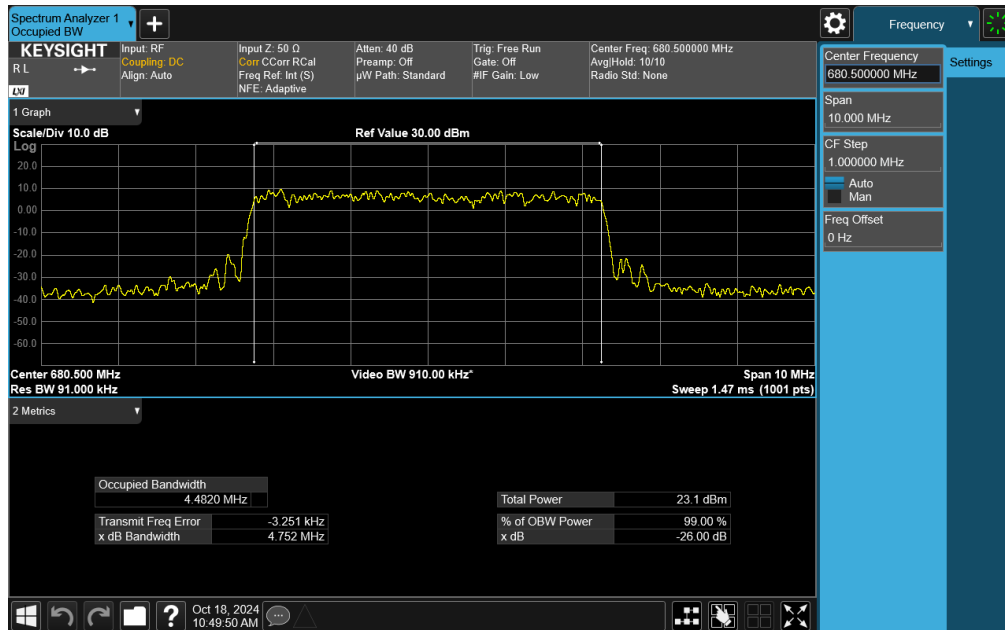 Spectrum Analyzer 1
Occupied BW
Frequency
KEYSIGHT
R L
LXI
Input: RF
Coupling: DC
Align: Auto
Input Z: 50 Ω
Corr CCorr RCal
Freq Ref: Int (S)
NFE: Adaptive
Atten: 40 dB
Preamp: Off
µW Path: Standard
Trig: Free Run
Gate: Off
#IF Gain: Low
Center Freq: 680.500000 MHz
Avg|Hold: 10/10
Radio Std: None
Center Frequency
680.500000 MHz
Settings
Span
10.000 MHz
CF Step
1.000000 MHz
Auto
Man
Freq Offset
0 Hz
1 Graph
Scale/Div 10.0 dB
Ref Value 30.00 dBm
Log
20.0
10.0
0.00
-10.0
-20.0
-30.0
-40.0
-50.0
-60.0
Center 680.500 MHz
Video BW 910.00 kHz*
Span 10 MHz
Res BW 91.000 kHz
Sweep 1.47 ms (1001 pts)
2 Metrics
Occupied Bandwidth
4.4820 MHz
Total Power 23.1 dBm
Transmit Freq Error -3.251 kHz
% of OBW Power 99.00 %
x dB Bandwidth 4.752 MHz
x dB -26.00 dB
?
Oct 18, 2024
10:49:50 AM